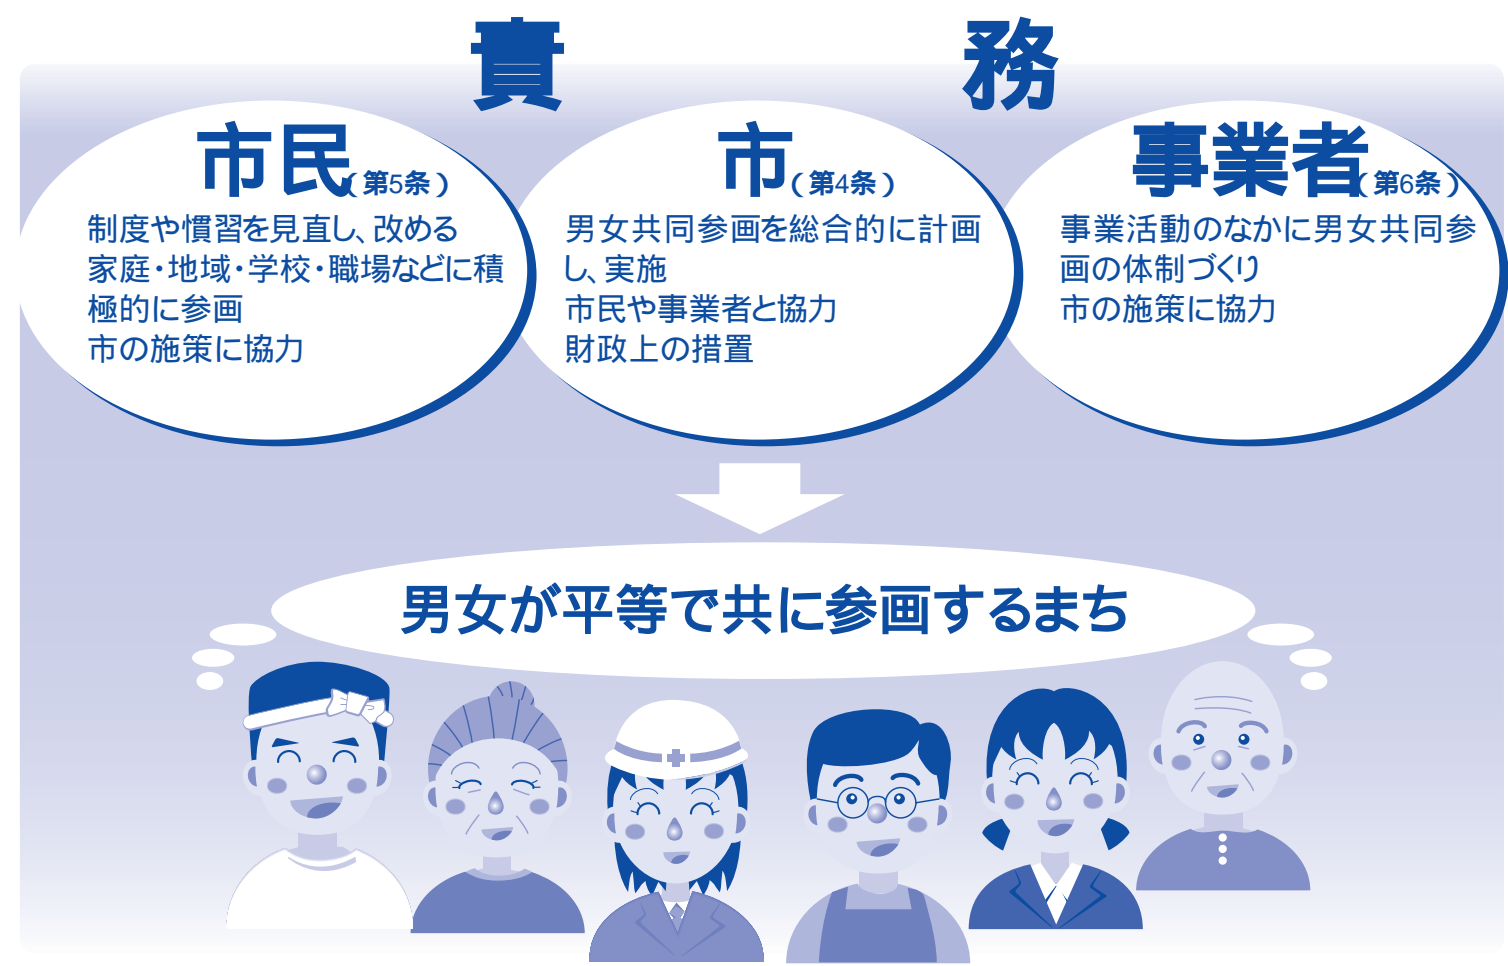 責務
市民(第5条)
制度や慣習を見直し、改める
家庭・地域・学校・職場などに積
極的に参画
市の施策に協力
市(第4条)
男女共同参画を総合的に計画
し、実施
市民や事業者と協力
財政上の措置
事業者(第6条)
事業活動のなかに男女共同参
画の体制づくり
市の施策に協力
男女が平等で共に参画するまち